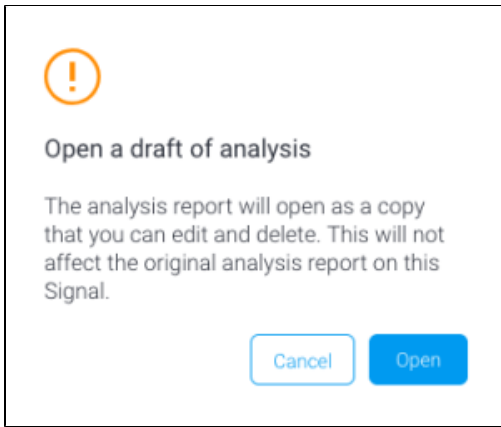 Open a draft of analysis
The analysis report will open as a copy
that you can edit and delete. This will not
affect the original analysis report on this
Signal.
Cancel
Open